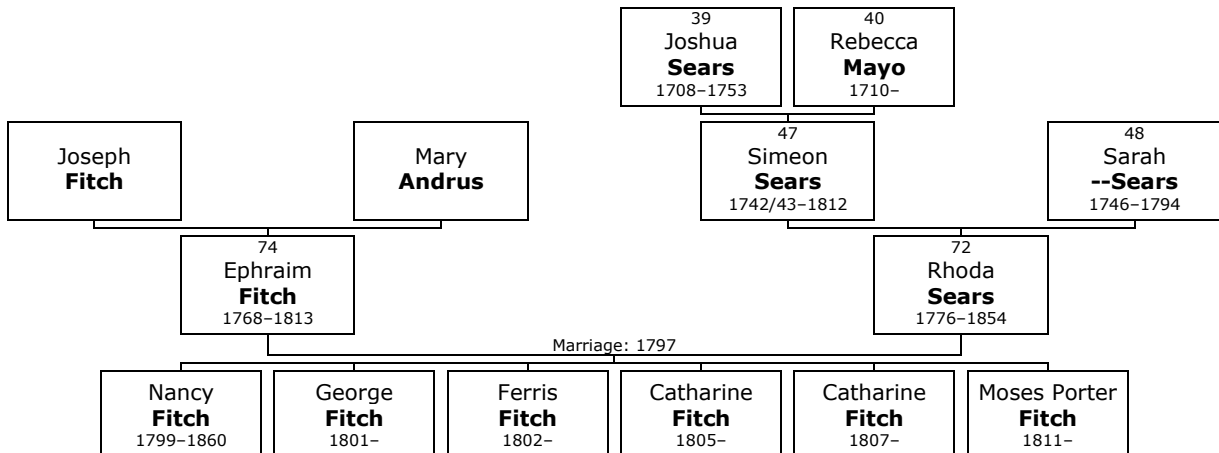 39
Joshua
Sears
1708–1753
40
Rebecca
Mayo
1710–
Joseph
Fitch
Mary
Andrus
47
Simeon
Sears
1742/43–1812
48
Sarah
--Sears
1746–1794
74
Ephraim
Fitch
1768–1813
72
Rhoda
Sears
1776–1854
Marriage: 1797
Nancy
Fitch
1799–1860
George
Fitch
1801–
Ferris
Fitch
1802–
Catharine
Fitch
1805–
Catharine
Fitch
1807–
Moses Porter
Fitch
1811–